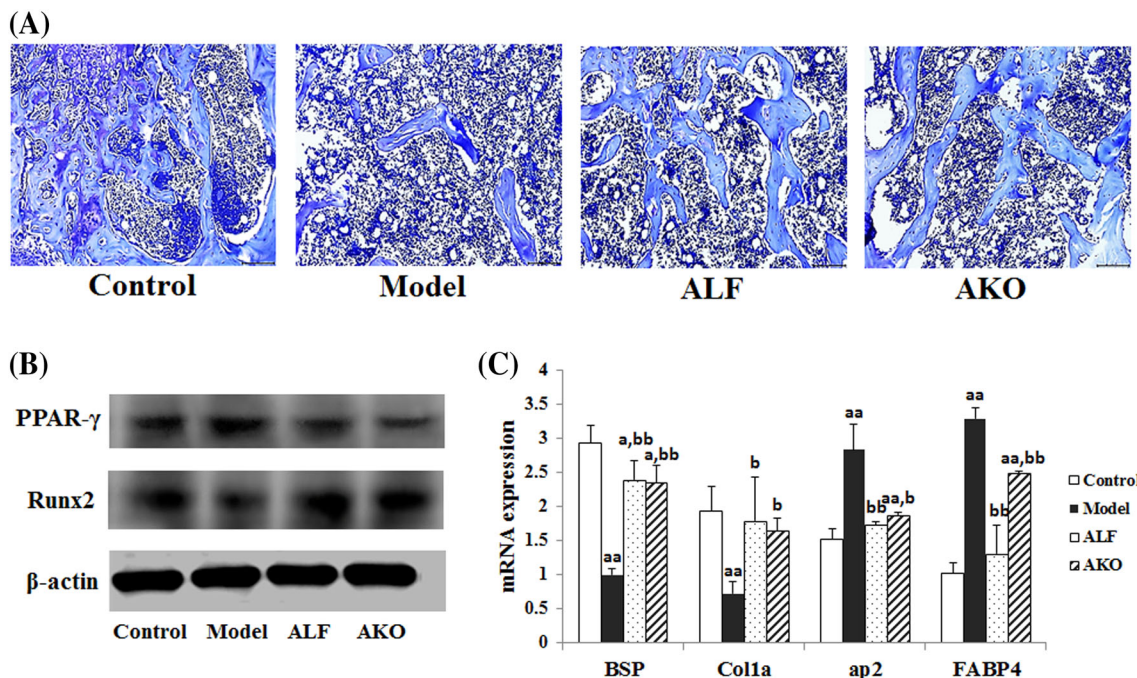 (A)
Control Model ALF AKO
(B)
PPAR-γ
Runx2
β-actin
Control Model ALF AKO
(C)
mRNA expression
4
3.5
3
2.5
2
1.5
1
0.5
0
aa
a,bb
a,bb
aa
b
b
aa
bb
aa,b
aa
bb
aa,bb
BSP Col1a ap2 FABP4
Control
Model
ALF
AKO